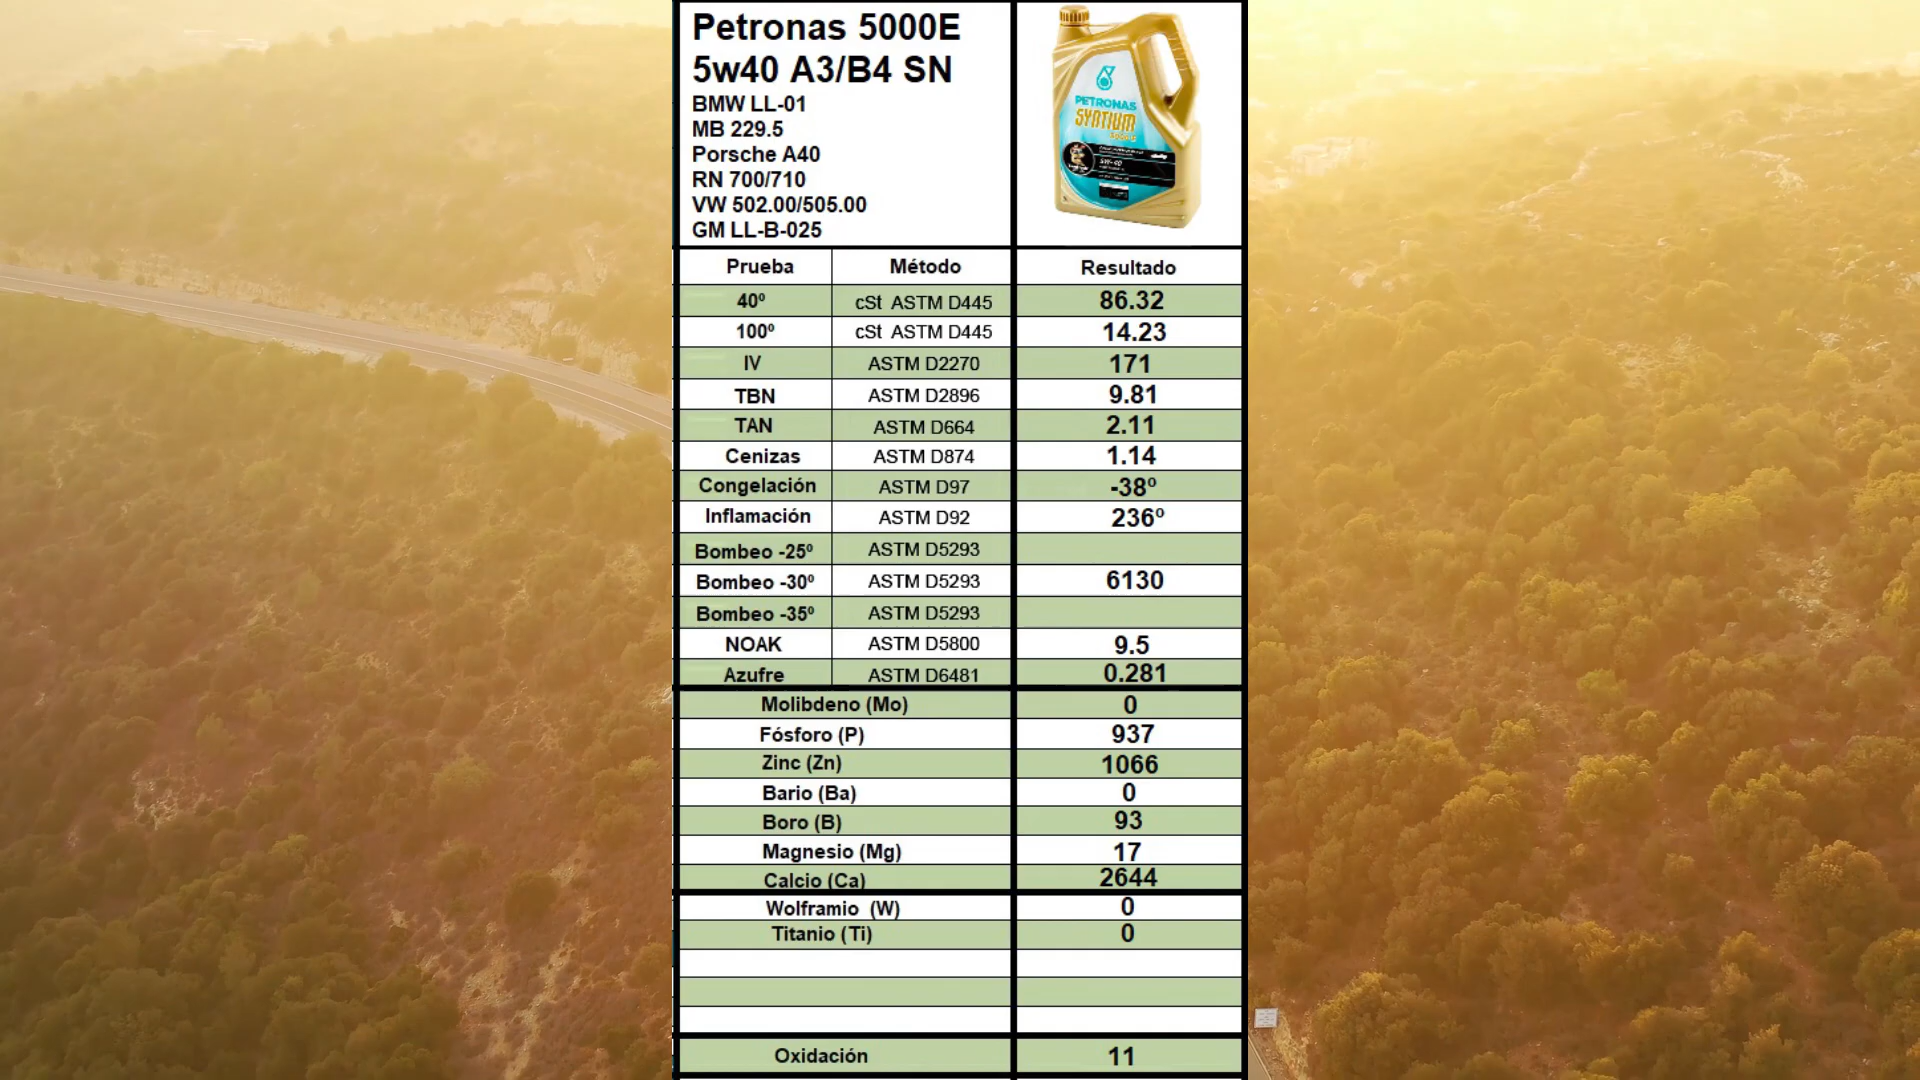 Petronas 5000E
5w40 A3/B4 SN
BMW LL-01
MB 229.5
Porsche A40
RN 700/710
VW 502.00/505.00
GM LL-B-025
PETRONAS
SYNTIUM
5W-40
Prueba Método Resultado
40º cSt ASTM D445 86.32
100º cSt ASTM D445 14.23
IV ASTM D2270 171
TBN ASTM D2896 9.81
TAN ASTM D664 2.11
Cenizas ASTM D874 1.14
Congelación ASTM D97 -38º
Inflamación ASTM D92 236º
Bombeo -25º ASTM D5293
Bombeo -30º ASTM D5293 6130
Bombeo -35º ASTM D5293
NOAK ASTM D5800 9.5
Azufre ASTM D6481 0.281
Molibdeno (Mo) 0
Fósforo (P) 937
Zinc (Zn) 1066
Bario (Ba) 0
Boro (B) 93
Magnesio (Mg) 17
Calcio (Ca) 2644
Wolframio (W) 0
Titanio (Ti) 0
Oxidación 11